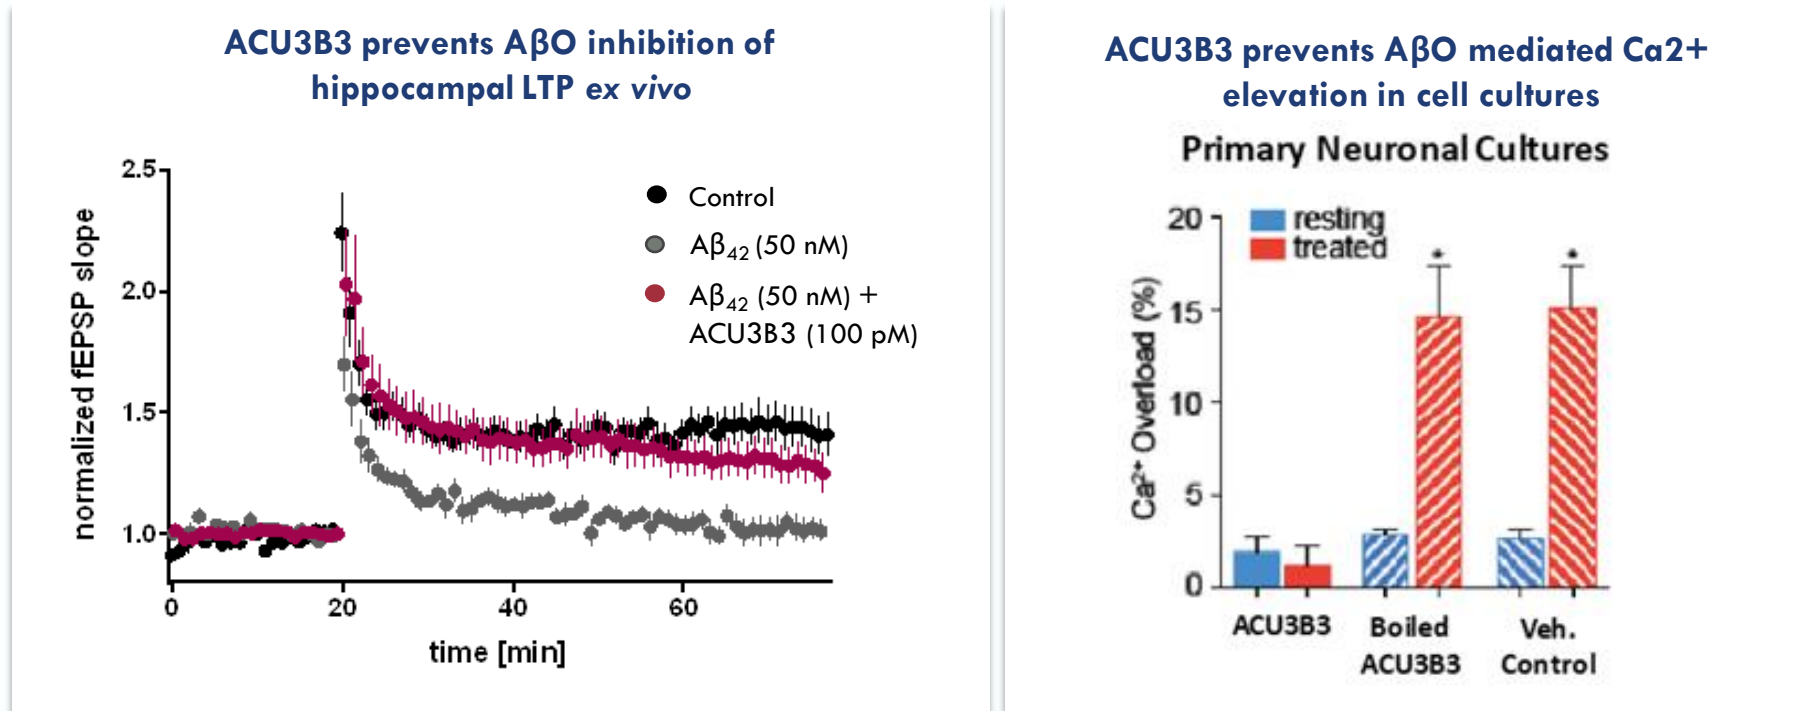 ACU3B3 prevents AβO inhibition of
hippocampal LTP ex vivo
normalized fEPSP slope
2.5
2.0
1.5
1.0
0
20
40
60
time [min]
Control
Aβ₄₂ (50 nM)
Aβ₄₂ (50 nM) +
ACU3B3 (100 pM)
ACU3B3 prevents AβO mediated Ca2+
elevation in cell cultures
Primary Neuronal Cultures
Ca²⁺ Overload (%)
20
15
10
5
0
resting
treated
*
*
ACU3B3
Boiled
ACU3B3
Veh.
Control